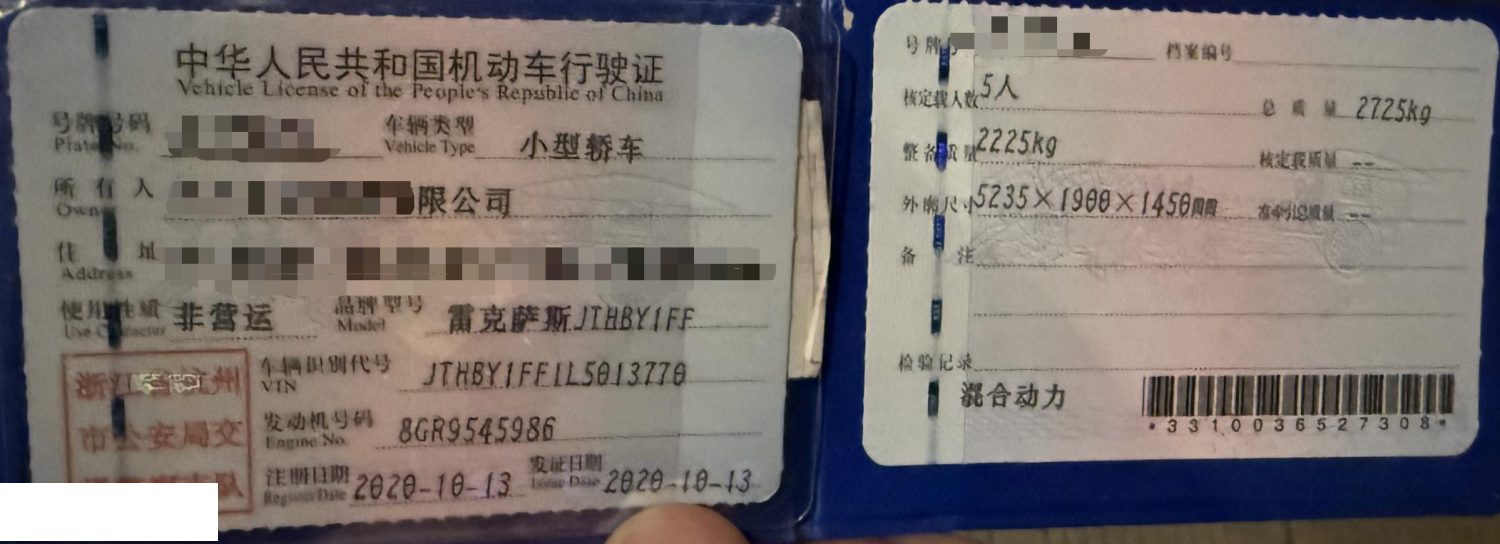 中华人民共和国机动车行驶证
Vehicle License of the People's Republic of China
号牌号码 车辆类型 小型轿车
Plate No. Vehicle Type
所有人 限公司
Owner
住址
Address
使用性质 非营运 品牌型号 雷克萨斯JTHBY1FF
Use Character Model
车辆识别代号 JTHBY1FF1L5013770
VIN
发动机号码 8GR9545986
Engine No.
注册日期 2020-10-13 发证日期 2020-10-13
Register Date Issue Date
浙江省杭州
市公安局交
队
号牌 档案编号
核定载人数 5人 总质量 2725kg
整备质量 2225kg 核定载质量 --
外廓尺寸 5235×1900×1450mm 准牵引总质量 --
备注
检验记录
混合动力
*3310036527308*